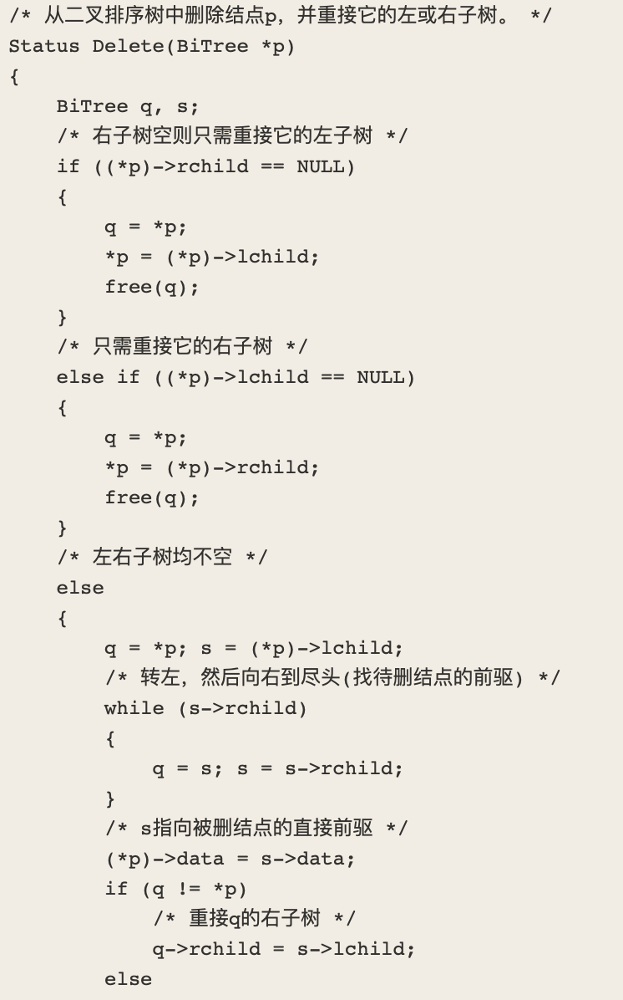 /* 从二叉排序树中删除结点p，并重接它的左或右子树。 */
Status Delete(BiTree *p)
{
    BiTree q, s;
    /* 右子树空则只需重接它的左子树 */
    if ((*p)->rchild == NULL)
    {
        q = *p;
        *p = (*p)->lchild;
        free(q);
    }
    /* 只需重接它的右子树 */
    else if ((*p)->lchild == NULL)
    {
        q = *p;
        *p = (*p)->rchild;
        free(q);
    }
    /* 左右子树均不空 */
    else
    {
        q = *p; s = (*p)->lchild;
        /* 转左，然后向右到尽头(找待删结点的前驱) */
        while (s->rchild)
        {
            q = s; s = s->rchild;
        }
        /* s指向被删结点的直接前驱 */
        (*p)->data = s->data;
        if (q != *p)
            /* 重接q的右子树 */
            q->rchild = s->lchild;
        else